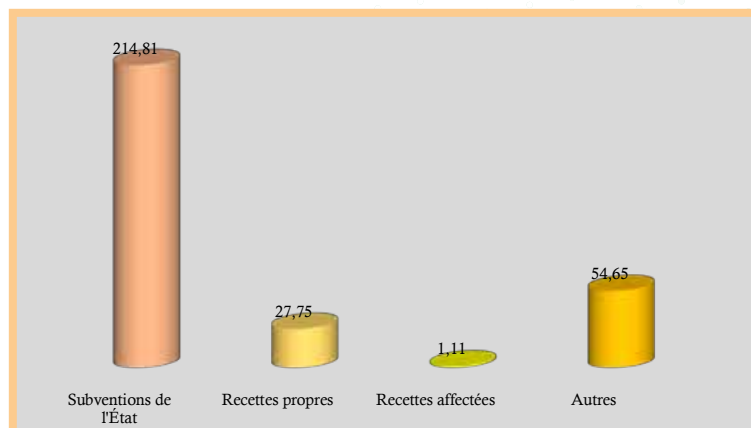 214,81
27,75
1,11
54,65
Subventions de
l'État
Recettes propres
Recettes affectées
Autres